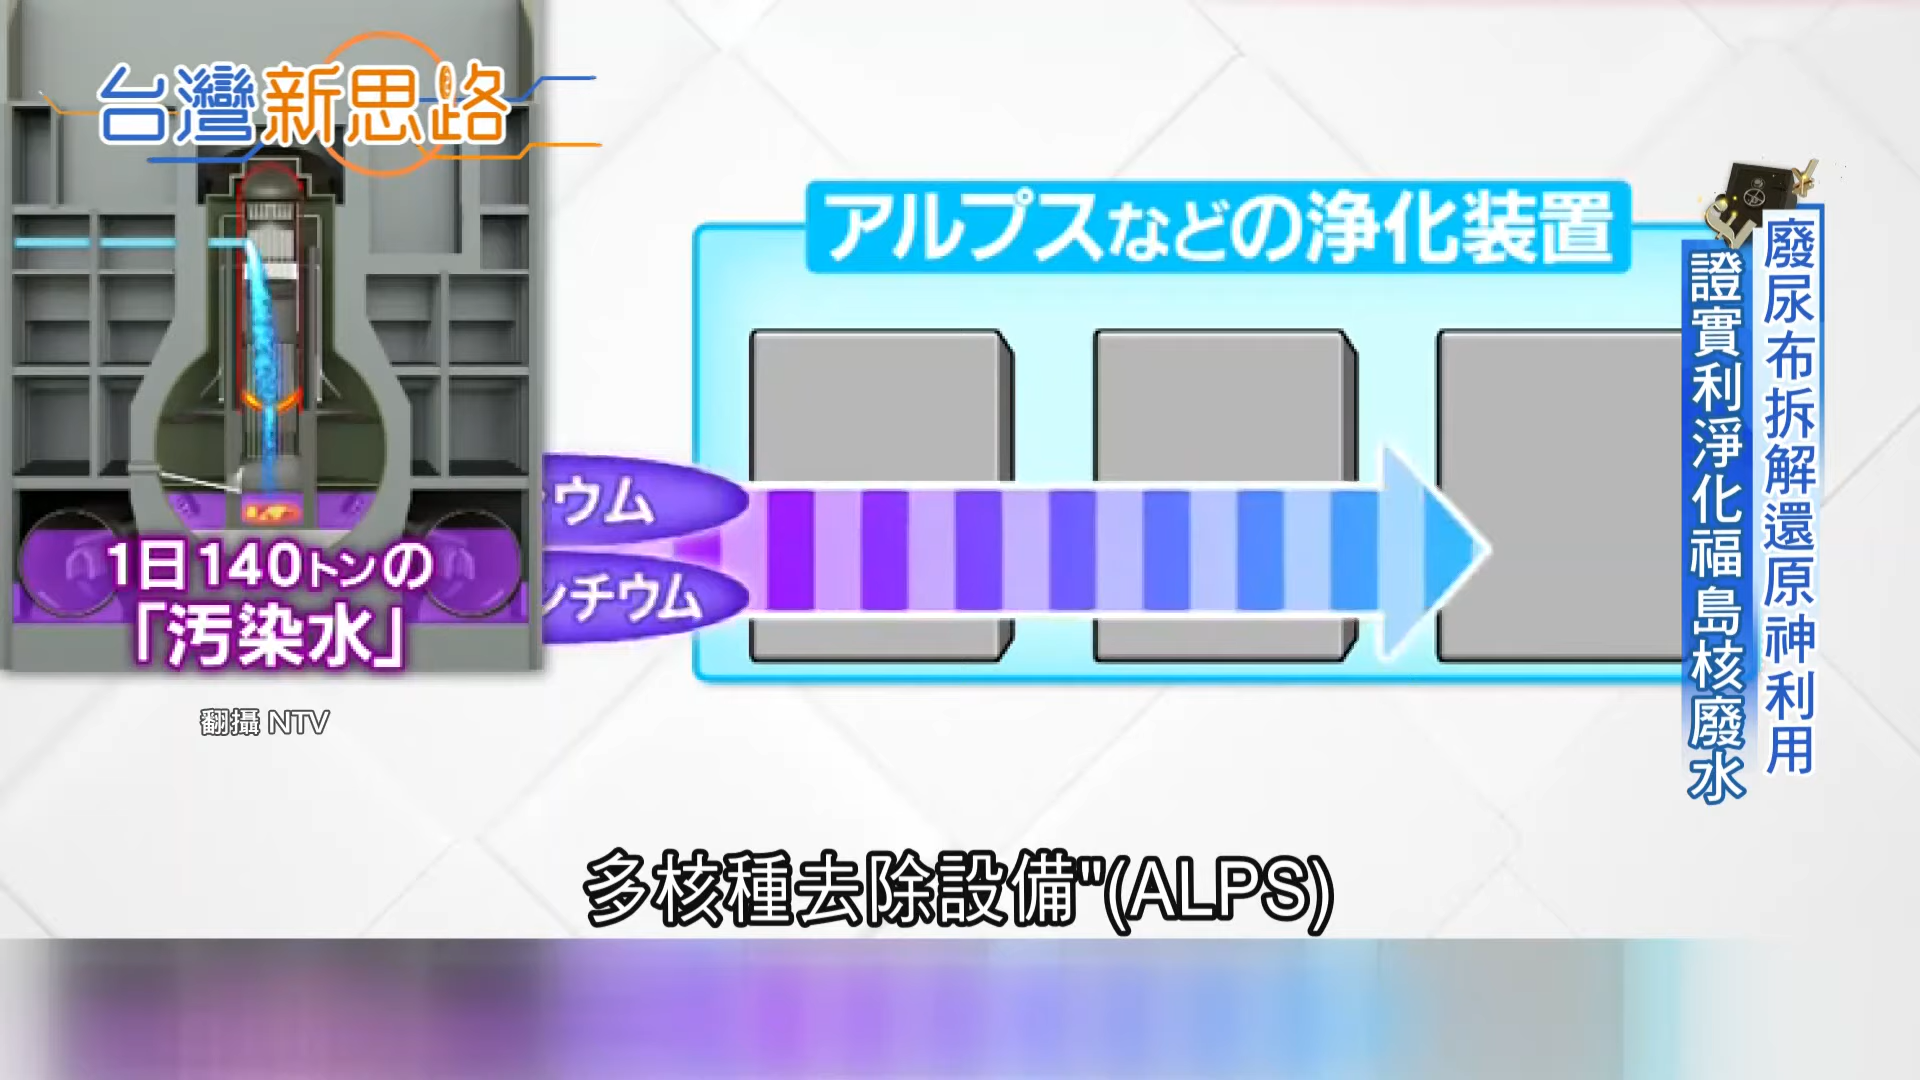 台灣新思路
アルプスなどの浄化装置
ウム
ンチウム
1日140トンの
「汚染水」
翻攝 NTV
廢尿布拆解還原神利用
證實利淨化福島核廢水
多核種去除設備"(ALPS)